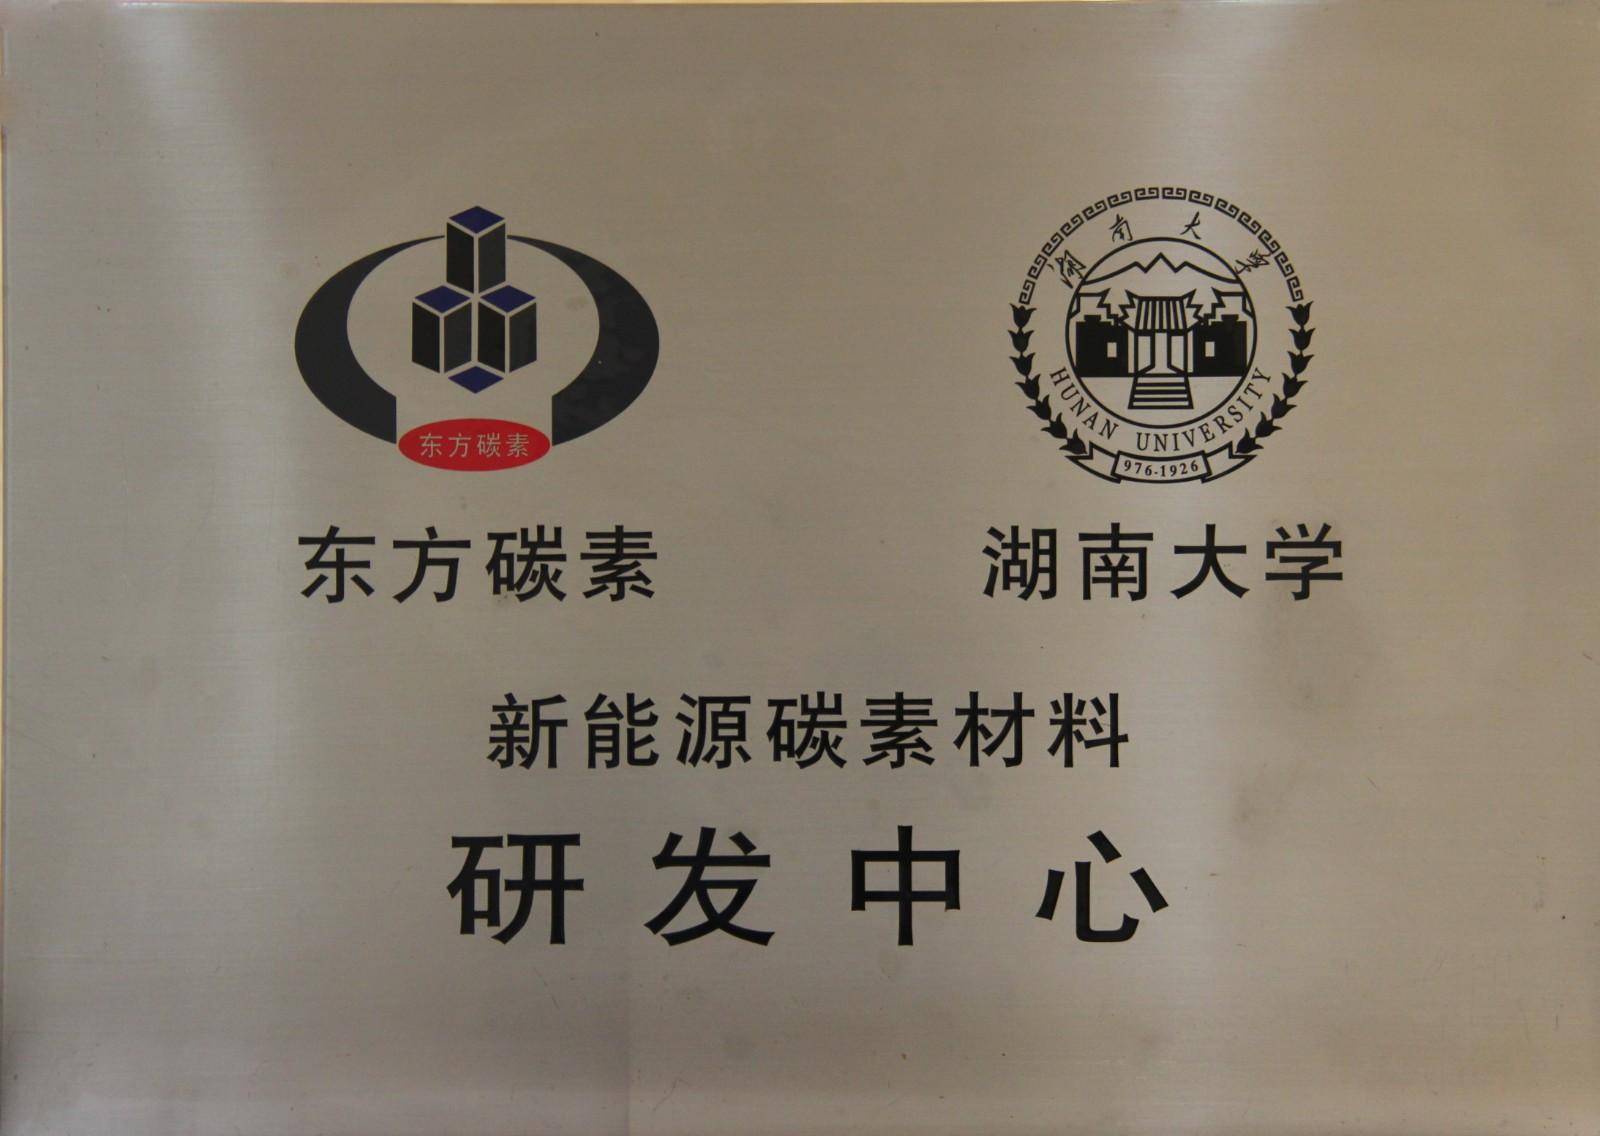 东方碳素
湖南大学
HUNAN UNIVERSITY
976-1926
东方碳素
湖南大学
新能源碳素材料
研发中心